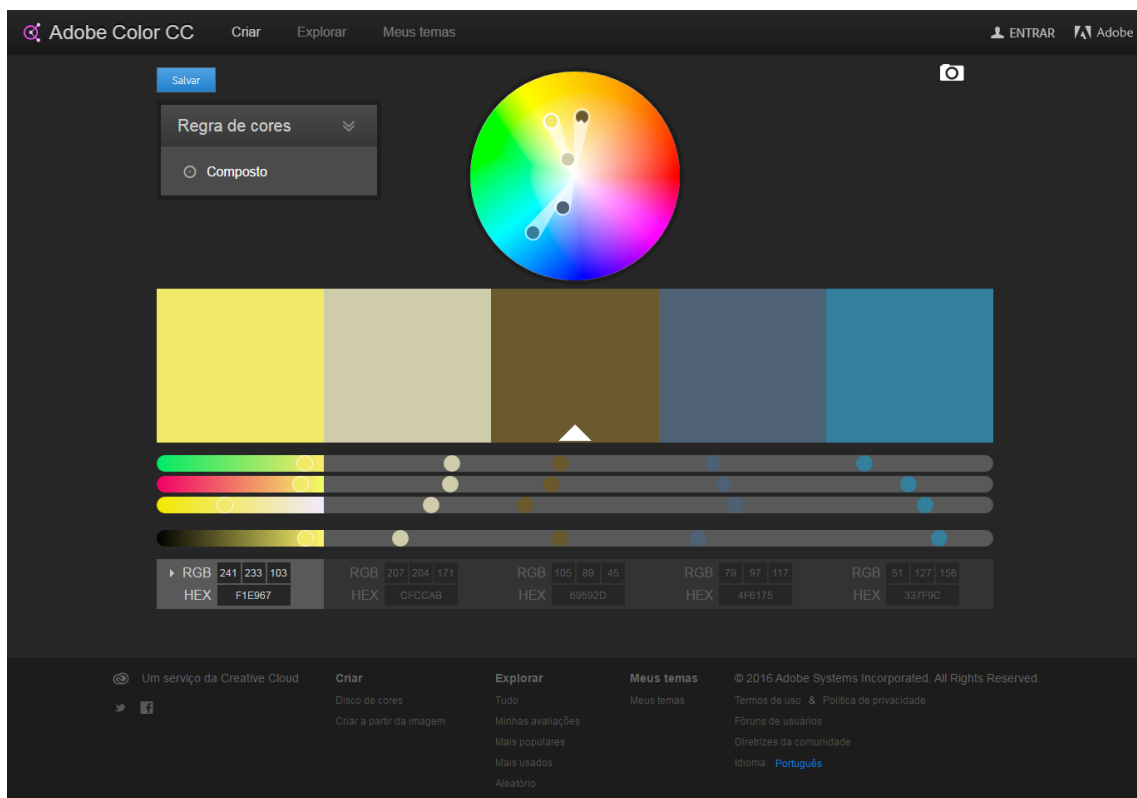 Adobe Color CC Criar Explorar Meus temas ENTRAR Adobe
Salvar
Regra de cores
Composto
RGB 241 233 103 RGB 207 204 171 RGB 105 89 45 RGB 79 97 117 RGB 51 127 156
HEX F1E967 HEX CFCCAB HEX 69592D HEX 4F6175 HEX 337F9C
Um serviço da Creative Cloud Criar Explorar Meus temas © 2016 Adobe Systems Incorporated. All Rights Reserved.
Disco de cores Tudo Meus temas Termos de uso & Política de privacidade
Criar a partir da imagem Minhas avaliações Fóruns de usuários
Mais populares Diretrizes da comunidade
Mais usados Idioma: Português
Aleatório